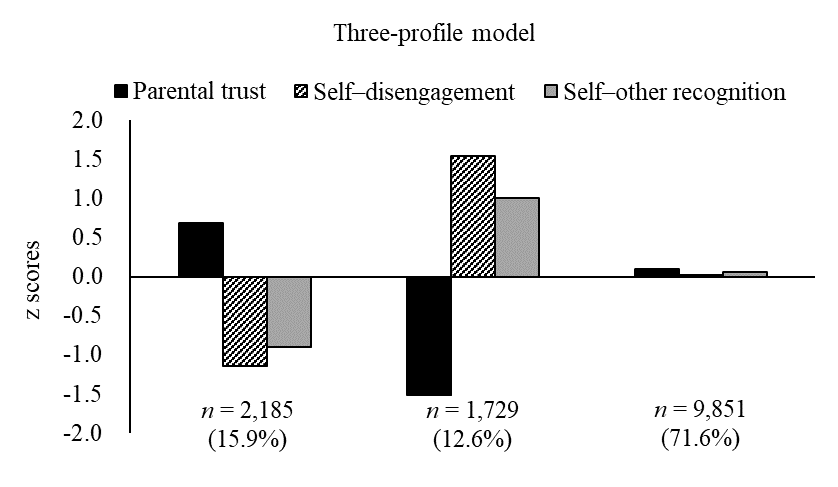 Three-profile model
Parental trust Self–disengagement Self–other recognition
2.0
1.5
1.0
0.5
0.0
-0.5
-1.0
-1.5
-2.0
z scores
n = 2,185 n = 1,729 n = 9,851
(15.9%) (12.6%) (71.6%)